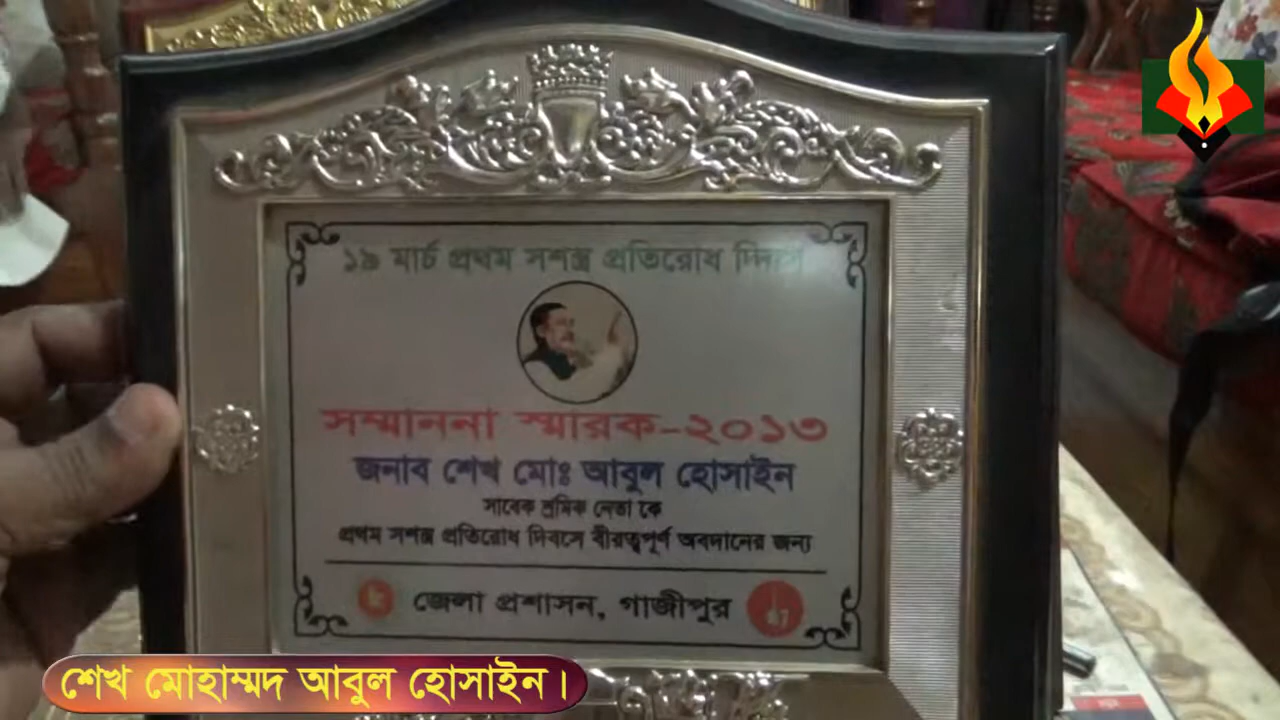 ১৯ মার্চ প্রথম সশস্ত্র প্রতিরোধ দিবস
সম্মাননা স্মারক-২০১৩
জনাব শেখ মোঃ আবুল হোসাইন
সাবেক শ্রমিক নেতা কে
প্রথম সশস্ত্র প্রতিরোধ দিবসে বীরত্বপূর্ণ অবদানের জন্য
জেলা প্রশাসন, গাজীপুর
শেখ মোহাম্মদ আবুল হোসাইন।